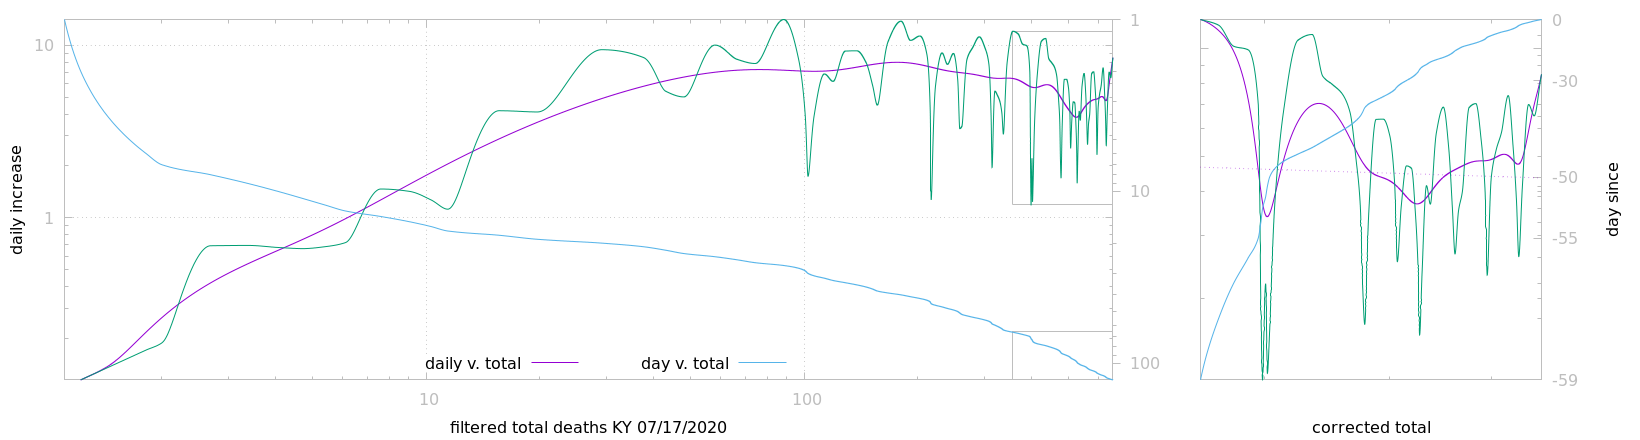 10
1
daily increase
daily v. total
day v. total
10
100
filtered total deaths KY 07/17/2020
1
10
100
0
-30
-50
-55
-59
day since
corrected total